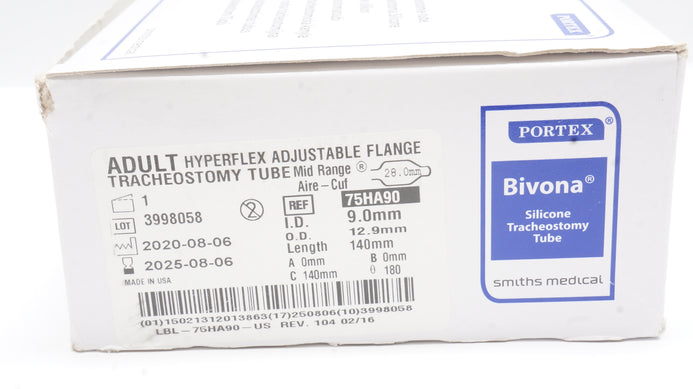 PORTEX
ADULT HYPERFLEX ADJUSTABLE FLANGE
TRACHEOSTOMY TUBE Mid Range ®
Aire-Cuf
28.0mm
1
REF 75HA90
LOT 3998058
I.D. 9.0mm
O.D. 12.9mm
2020-08-06
Length 140mm
2025-08-06
A 0mm B 0mm
MADE IN USA
C 140mm θ 180
(01)15021312013863(17)250806(10)3998058
LBL-75HA90-US REV. 104 02/16
PORTEX®
Bivona®
Silicone
Tracheostomy
Tube
smiths medical